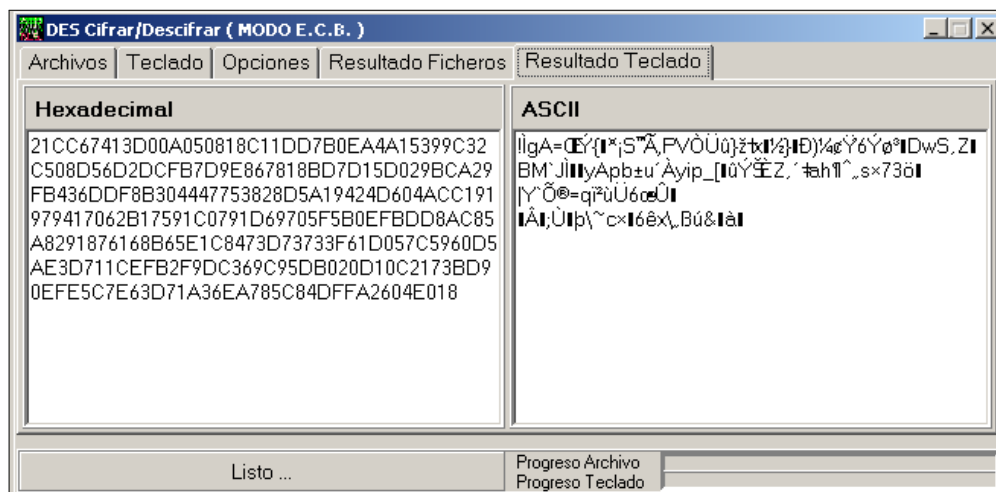 DES Cifrar/Descifrar ( MODO E.C.B. )
Archivos Teclado Opciones Resultado Ficheros Resultado Teclado
Hexadecimal
21CC67413D00A050818C11DD7B0EA4A15399C32
C508D56D2DCFB7D9E867818BD7D15D029BCA29
FB436DDF8B304447753828D5A19424D604ACC191
979417062B17591C0791D69705F5B0EFBDD8AC85
A8291876168B65E1C8473D73733F61D057C5960D5
AE3D711CEFB2F9DC369C95DB020D10C2173BD9
0EFE5C7E63D71A36EA785C84DFFA2604E018
ASCII
Listo ...
Progreso Archivo
Progreso Teclado